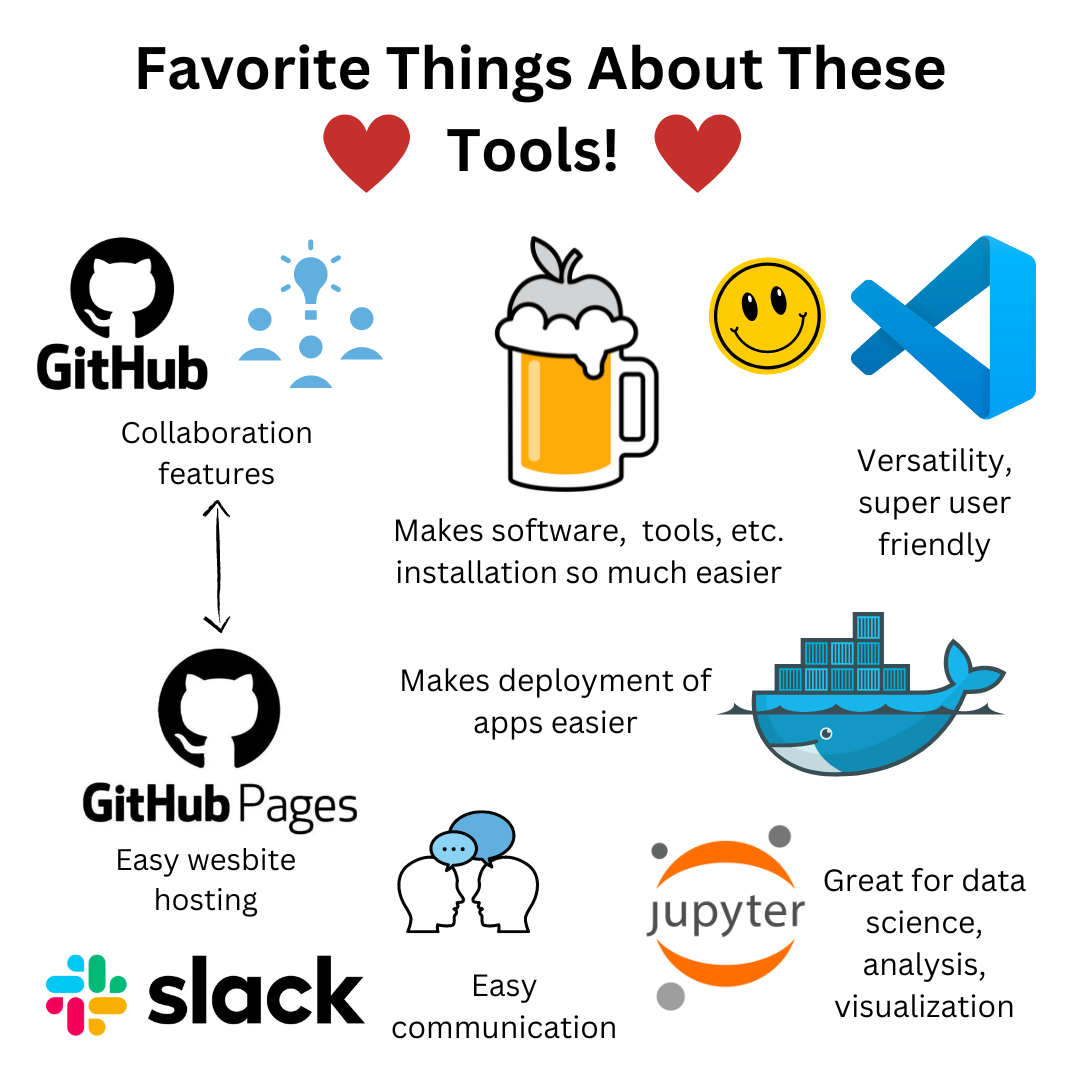 Favorite Things About These
Tools!
GitHub
Collaboration
features
Makes software,  tools, etc.
installation so much easier
Versatility,
super user
friendly
Makes deployment of
apps easier
GitHub Pages
Easy wesbite
hosting
slack
Easy
communication
jupyter
Great for data
science,
analysis,
visualization